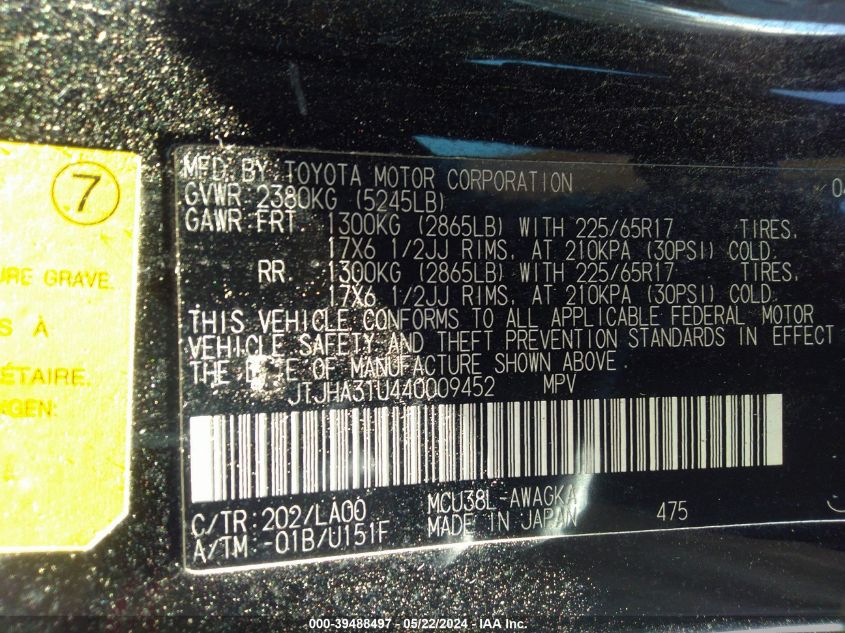 7
URE GRAVE.
S À
ÉTAIRE.
NGEN:
MFD. BY TOYOTA MOTOR CORPORATION 04
GVWR 2380KG (5245LB)
GAWR FRT. 1300KG (2865LB) WITH 225/65R17 TIRES,
17X6 1/2JJ RIMS, AT 210KPA (30PSI) COLD.
RR 1300KG (2865LB) WITH 225/65R17 TIRES,
17X6 1/2JJ RIMS, AT 210KPA (30PSI) COLD.
THIS VEHICLE CONFORMS TO ALL APPLICABLE FEDERAL MOTOR
VEHICLE SAFETY AND THEFT PREVENTION STANDARDS IN EFFECT
THE DATE OF MANUFACTURE SHOWN ABOVE.
JTJHA31U440009452 MPV
C/TR:202/LA00 MCU38L-AWAGKA
A/TM:-01B/U151F MADE IN JAPAN 475
000-39488497 - 05/22/2024 - IAA Inc.